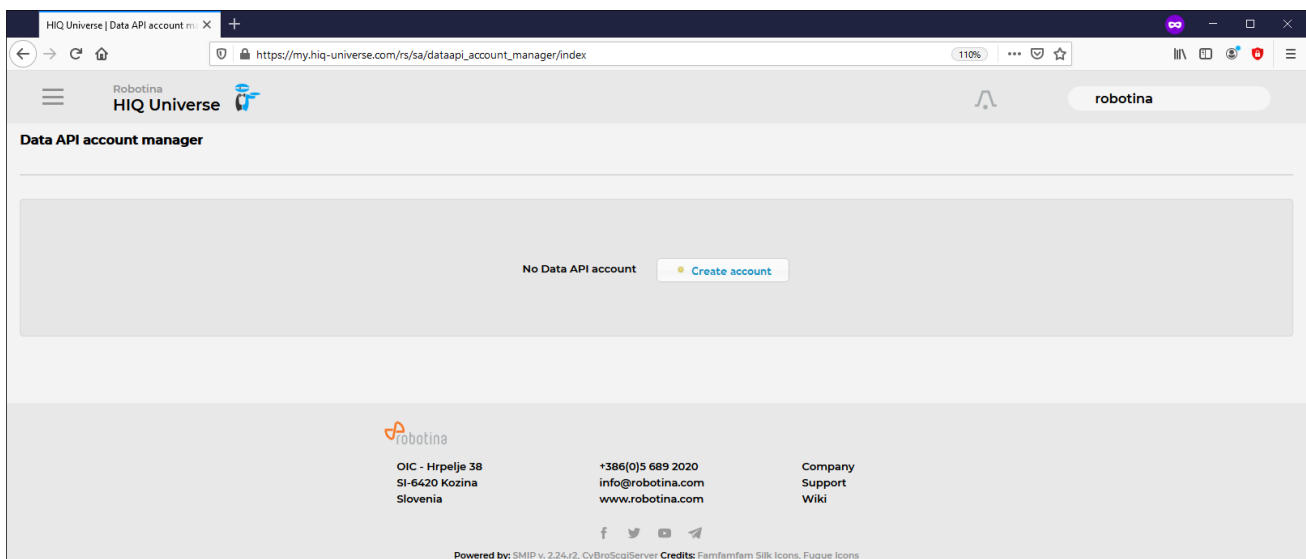 HIQ Universe | Data API account m
https://my.hiq-universe.com/rs/sa/dataapi_account_manager/index
110%
Robotina
HIQ Universe
robotina
Data API account manager
No Data API account
Create account
robotina
OIC - Hrpelje 38
SI-6420 Kozina
Slovenia
+386(0)5 689 2020
info@robotina.com
www.robotina.com
Company
Support
Wiki
Powered by: SMIP v. 2.24.r2, CyBroScgiServer Credits: Famfamfam Silk Icons, Fugue Icons